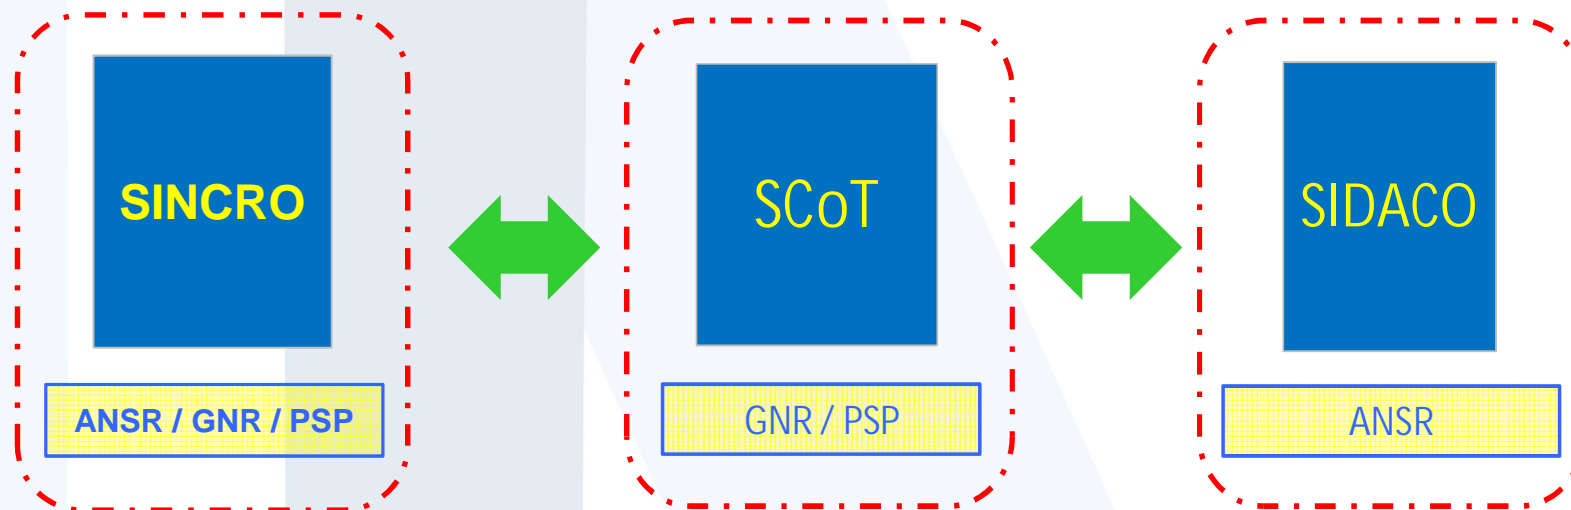 SINCRO
SCoT
SIDACO
ANSR / GNR / PSP
GNR / PSP
ANSR